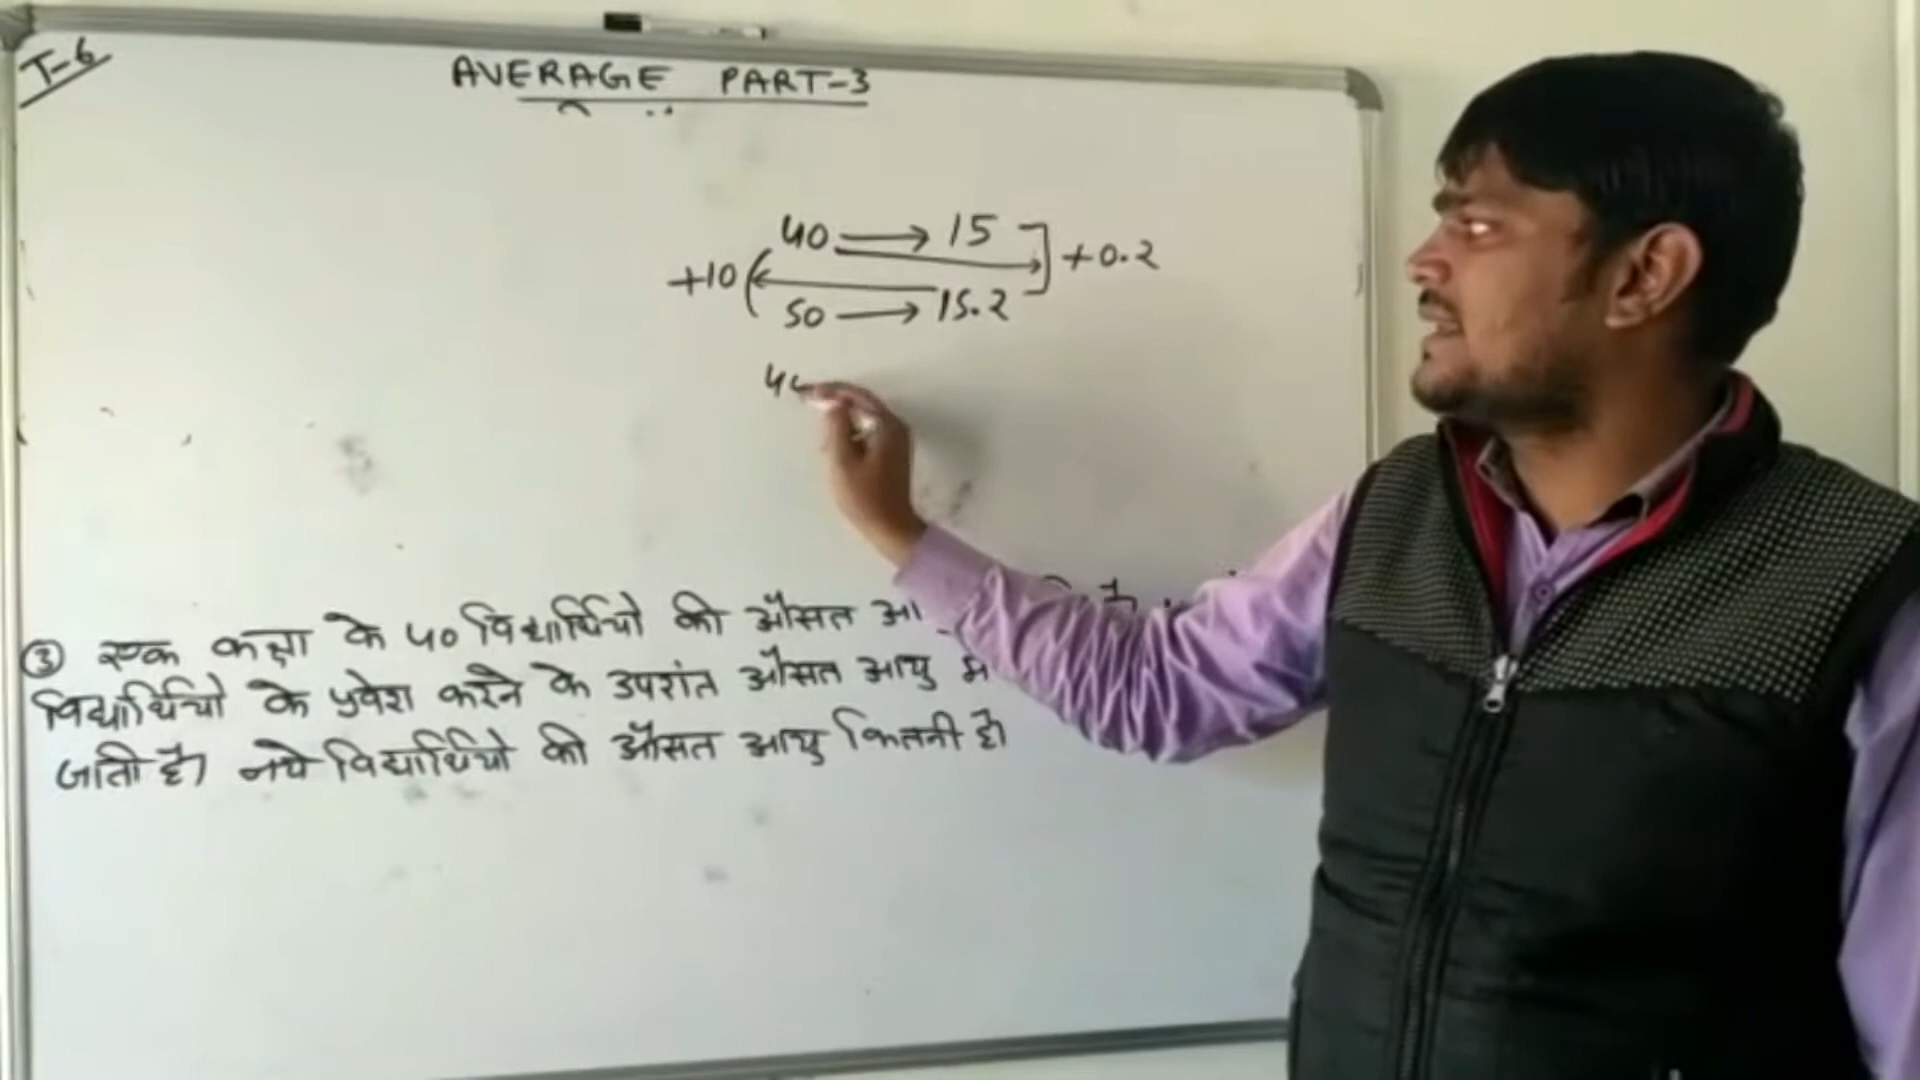 T-6
AVERAGE PART-3
40 → 15
+10 +0.2
50 → 15.2
③ एक कक्षा के 40 विद्यार्थियो की औसत
विद्यार्थियो के प्रवेश करने के उपरांत औसत आयु
जाती है। नये विद्यार्थियो की औसत आयु कितनी है।